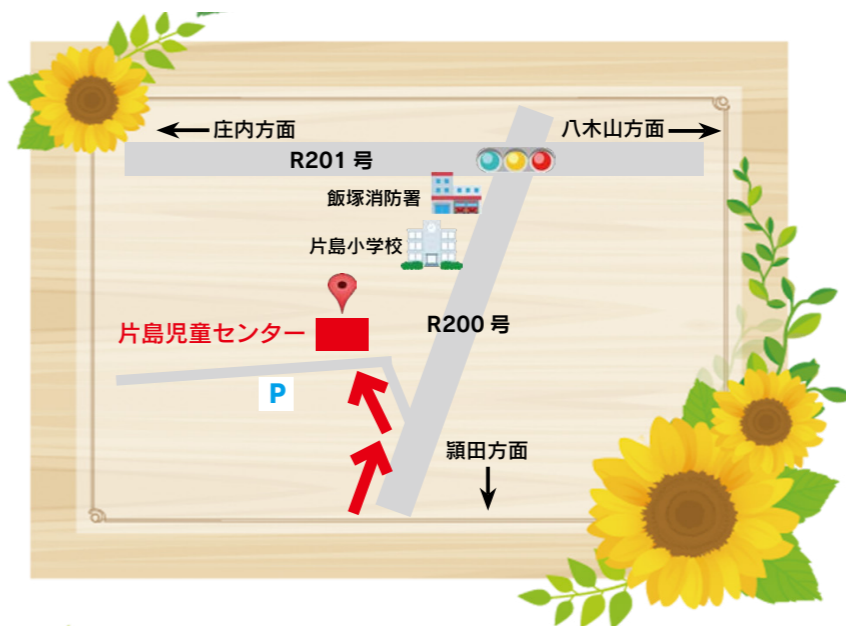 庄内方面
八木山方面
R201 号
飯塚消防署
片島小学校
R200 号
片島児童センター
P
頴田方面